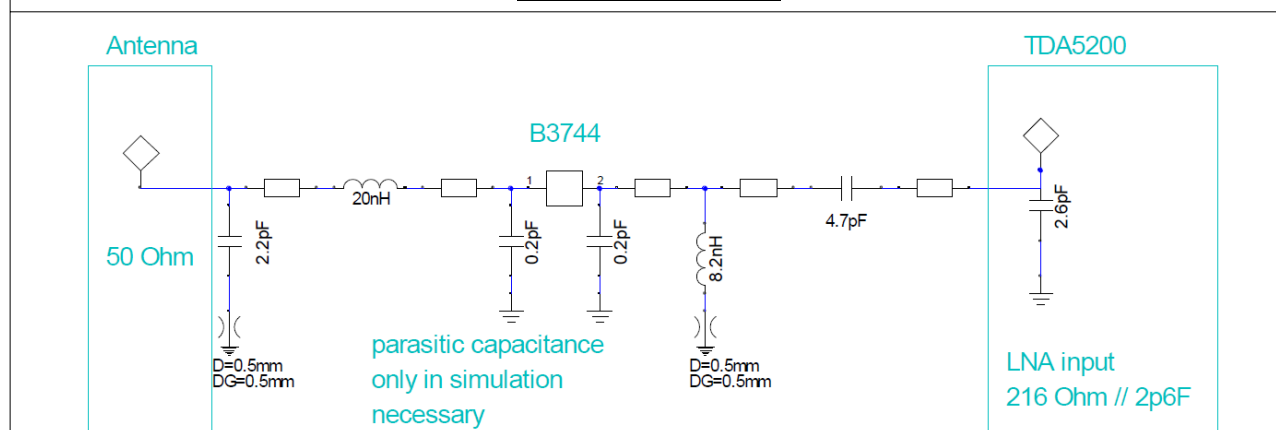 Antenna
TDA5200
B3744
1
2
20nH
4.7pF
2.2pF
0.2pF
0.2pF
8.2nH
2.6pF
50 Ohm
D=0.5mm
DG=0.5mm
parasitic capacitance
only in simulation
necessary
D=0.5mm
DG=0.5mm
LNA input
216 Ohm // 2p6F